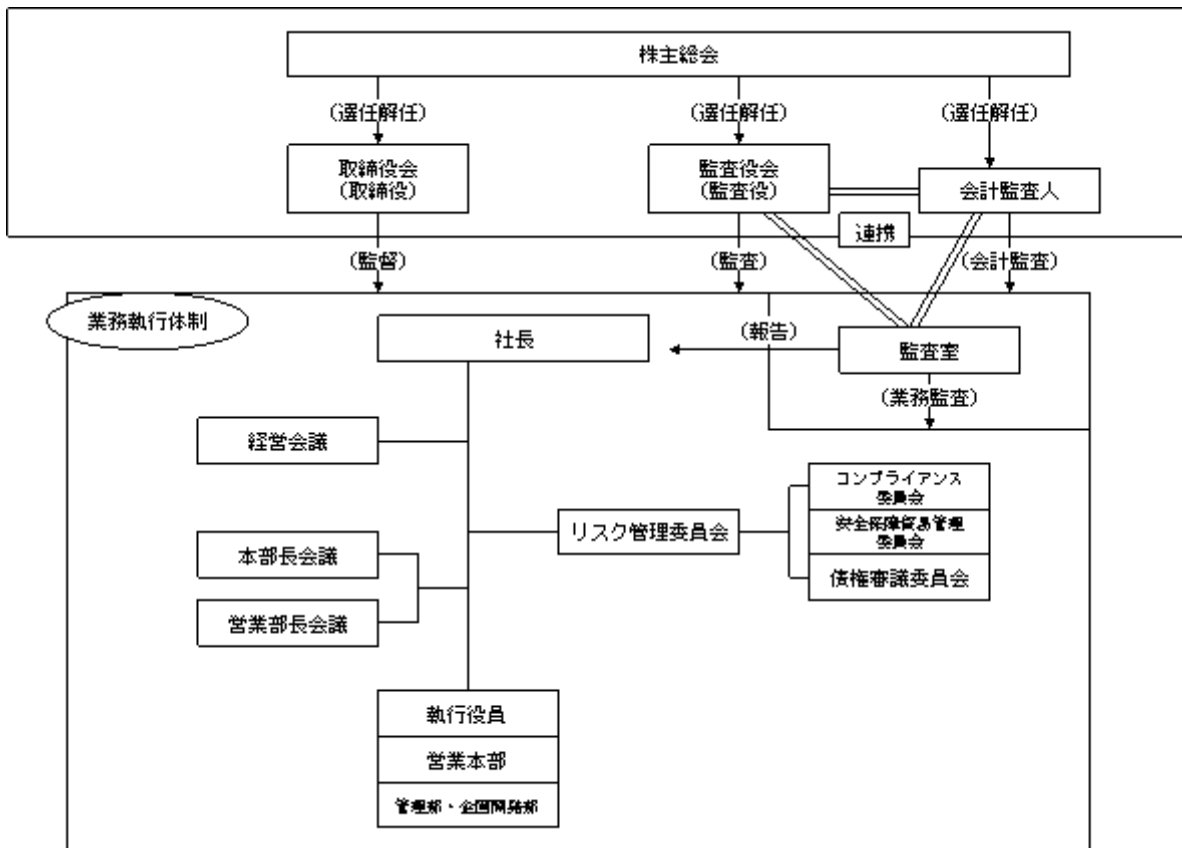 株主総会
(選任解任)
(選任解任)
(選任解任)
取締役会
(取締役)
監査役会
(監査役)
会計監査人
連携
(監督)
(監査)
(会計監査)
業務執行体制
社長
(報告)
監査室
(業務監査)
経営会議
コンプライアンス
委員会
リスク管理委員会
安全保障貿易管理
委員会
本部長会議
債権審議委員会
営業部長会議
執行役員
営業本部
管理部・企画開発部